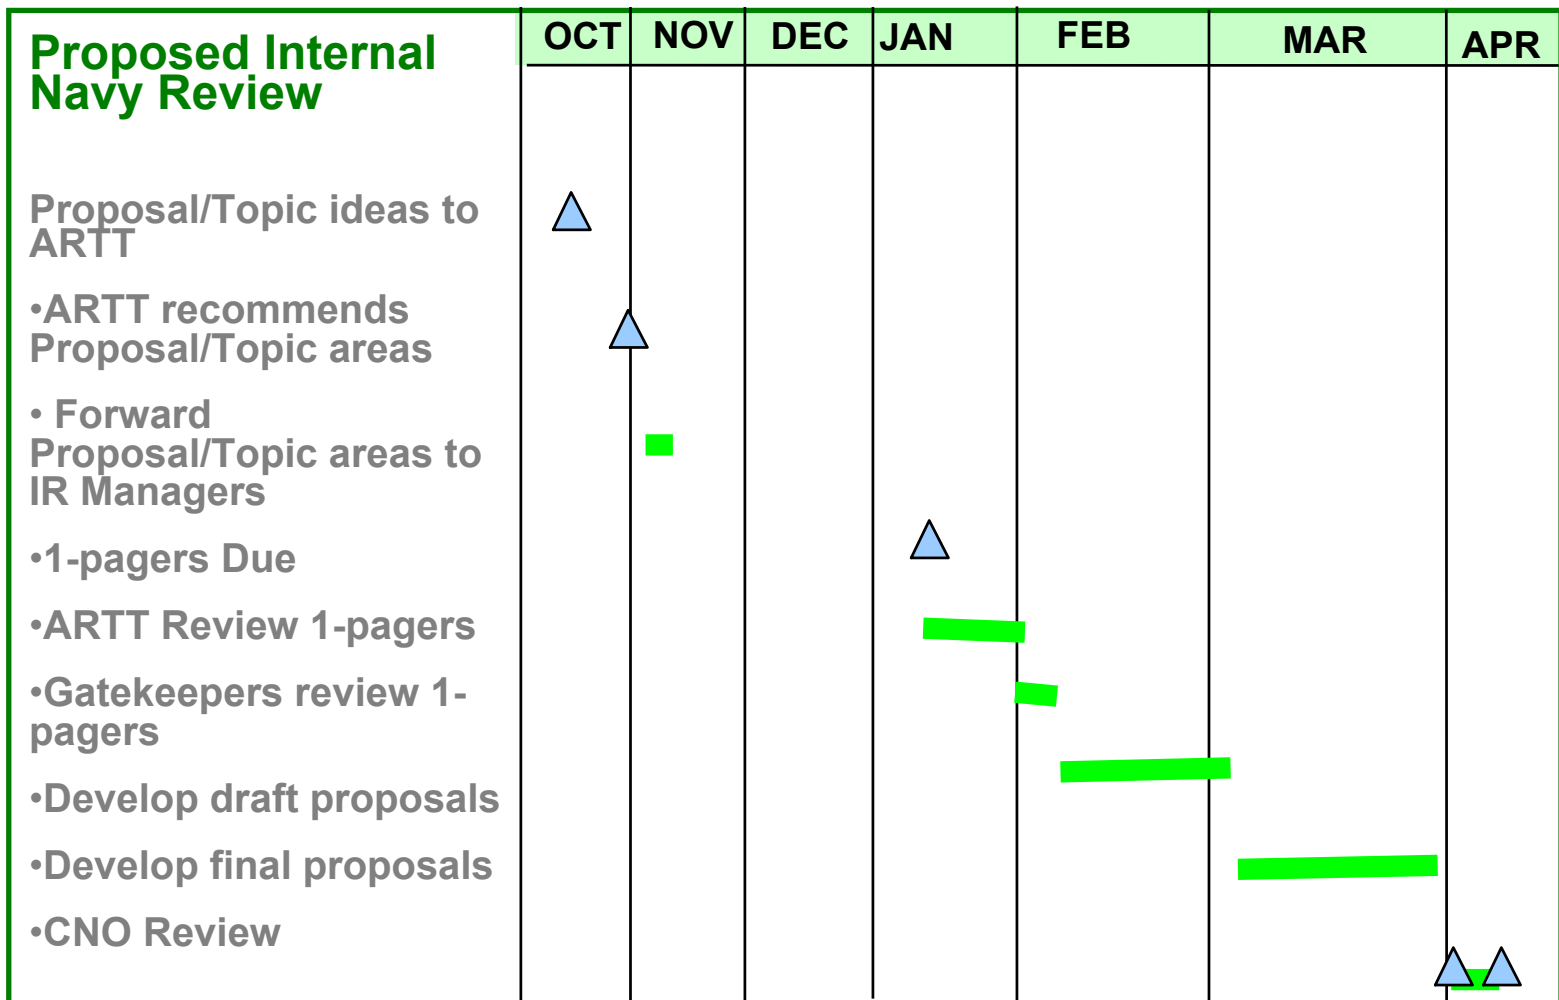 Proposed Internal
Navy Review
OCT NOV DEC JAN FEB MAR APR
Proposal/Topic ideas to
ARTT
•ARTT recommends
Proposal/Topic areas
• Forward
Proposal/Topic areas to
IR Managers
•1-pagers Due
•ARTT Review 1-pagers
•Gatekeepers review 1-
pagers
•Develop draft proposals
•Develop final proposals
•CNO Review